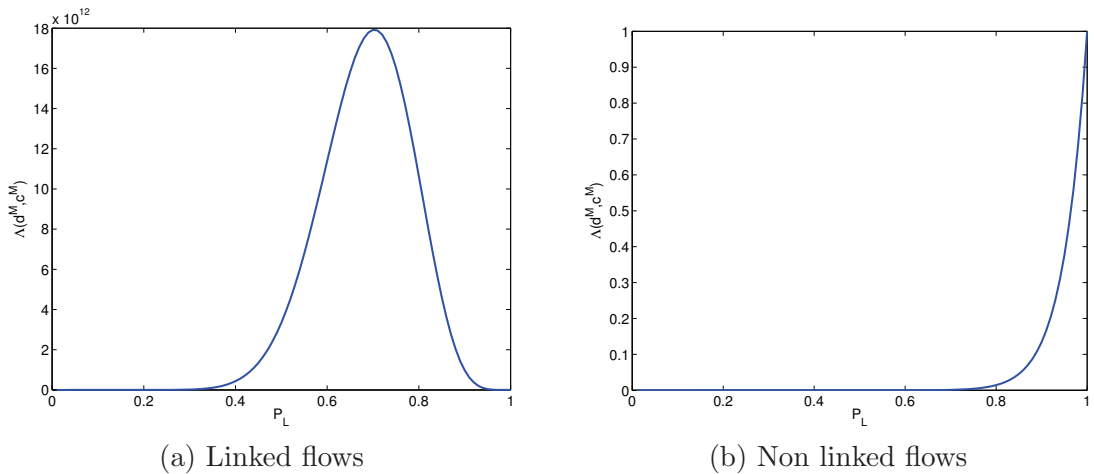 x 10^12
18
16
14
12
10
8
6
4
2
0
Λ(d^M,c^M)
0 0.2 0.4 0.6 0.8 1
P_L
(a) Linked flows
1
0.9
0.8
0.7
0.6
0.5
0.4
0.3
0.2
0.1
0
Λ(d^M,c^M)
0 0.2 0.4 0.6 0.8 1
P_L
(b) Non linked flows